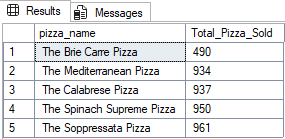 Results Messages
pizza_name Total_Pizza_Sold
1 The Brie Carre Pizza 490
2 The Mediterranean Pizza 934
3 The Calabrese Pizza 937
4 The Spinach Supreme Pizza 950
5 The Soppressata Pizza 961